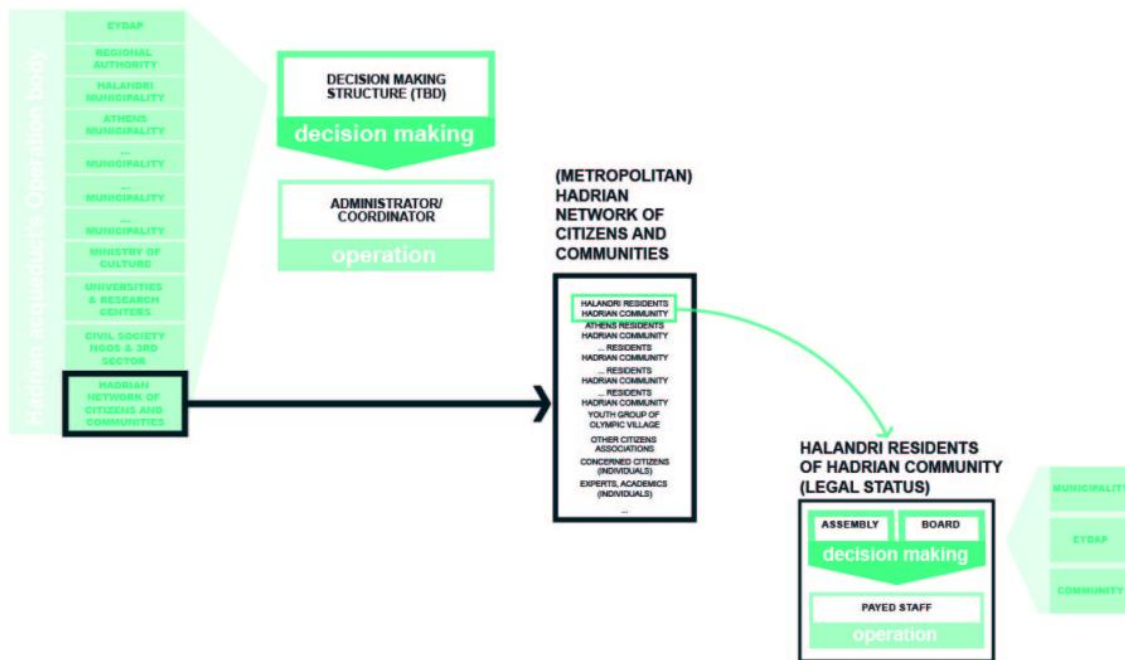 Hadrian acqueduct's Operation body
EYDAP
REGIONAL
AUTHORITY
HALANDRI
MUNICIPALITY
ATHENS
MUNICIPALITY
...
MUNICIPALITY
...
MUNICIPALITY
...
MUNICIPALITY
MINISTRY OF
CULTURE
UNIVERSITIES
& RESEARCH
CENTERS
CIVIL SOCIETY
NGOS & 3RD
SECTOR
HADRIAN
NETWORK OF
CITIZENS AND
COMMUNITIES
DECISION MAKING
STRUCTURE (TBD)
decision making
ADMINISTRATOR/
COORDINATOR
operation
(METROPOLITAN)
HADRIAN
NETWORK OF
CITIZENS AND
COMMUNITIES
HALANDRI RESIDENTS
HADRIAN COMMUNITY
ATHENS RESIDENTS
HADRIAN COMMUNITY
... RESIDENTS
HADRIAN COMMUNITY
... RESIDENTS
HADRIAN COMMUNITY
... RESIDENTS
HADRIAN COMMUNITY
YOUTH GROUP OF
OLYMPIC VILLAGE
OTHER CITIZENS
ASSOCIATIONS
CONCERNED CITIZENS
(INDIVIDUALS)
EXPERTS, ACADEMICS
(INDIVIDUALS)
...
HALANDRI RESIDENTS
OF HADRIAN COMMUNITY
(LEGAL STATUS)
ASSEMBLY
BOARD
decision making
PAYED STAFF
operation
MUNICIPALITY
EYDAP
COMMUNITY